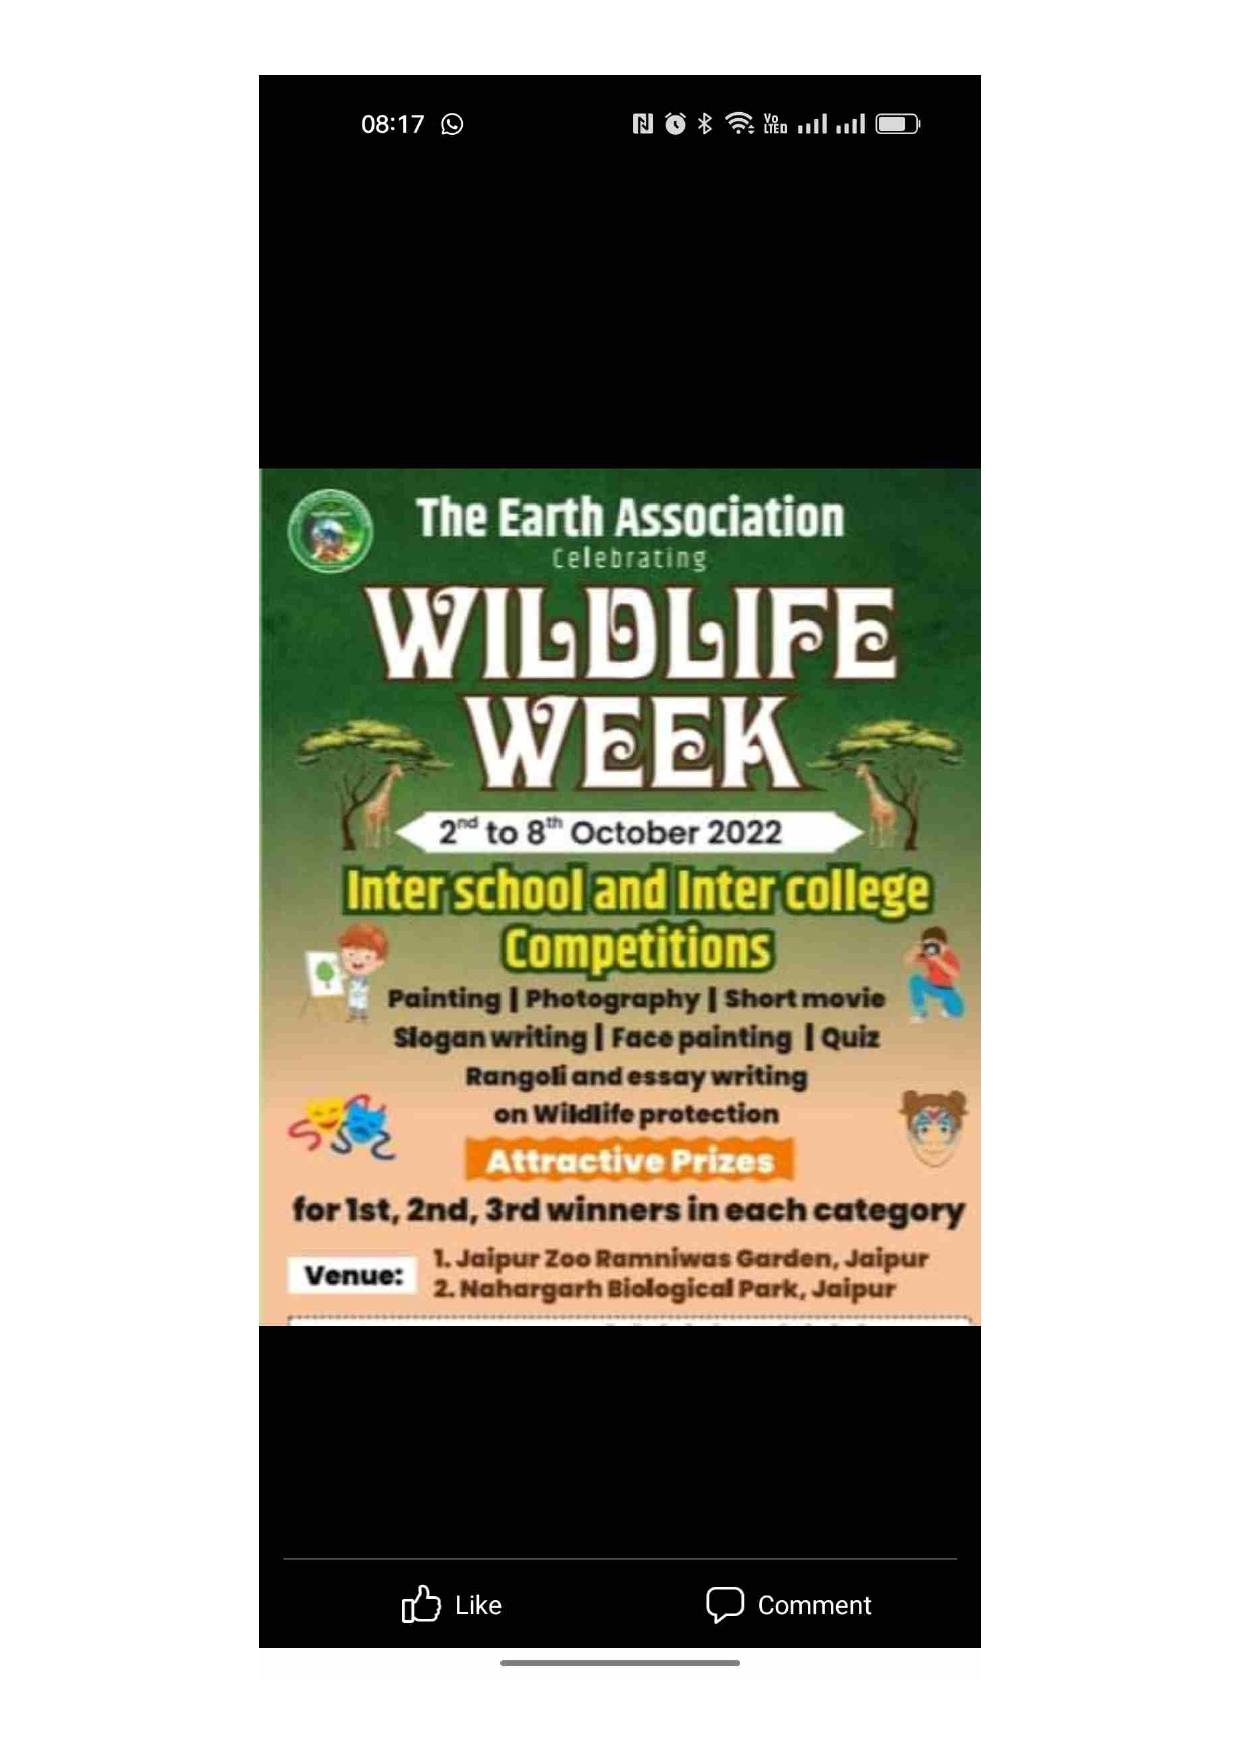 08:17
The Earth Association
Celebrating
WILDLIFE
WEEK
2nd to 8th October 2022
Inter school and Inter college
Competitions
Painting | Photography | Short movie
Slogan writing | Face painting | Quiz
Rangoli and essay writing
on Wildlife protection
Attractive Prizes
for 1st, 2nd, 3rd winners in each category
Venue:
1. Jaipur Zoo Ramniwas Garden, Jaipur
2. Nahargarh Biological Park, Jaipur
Like
Comment